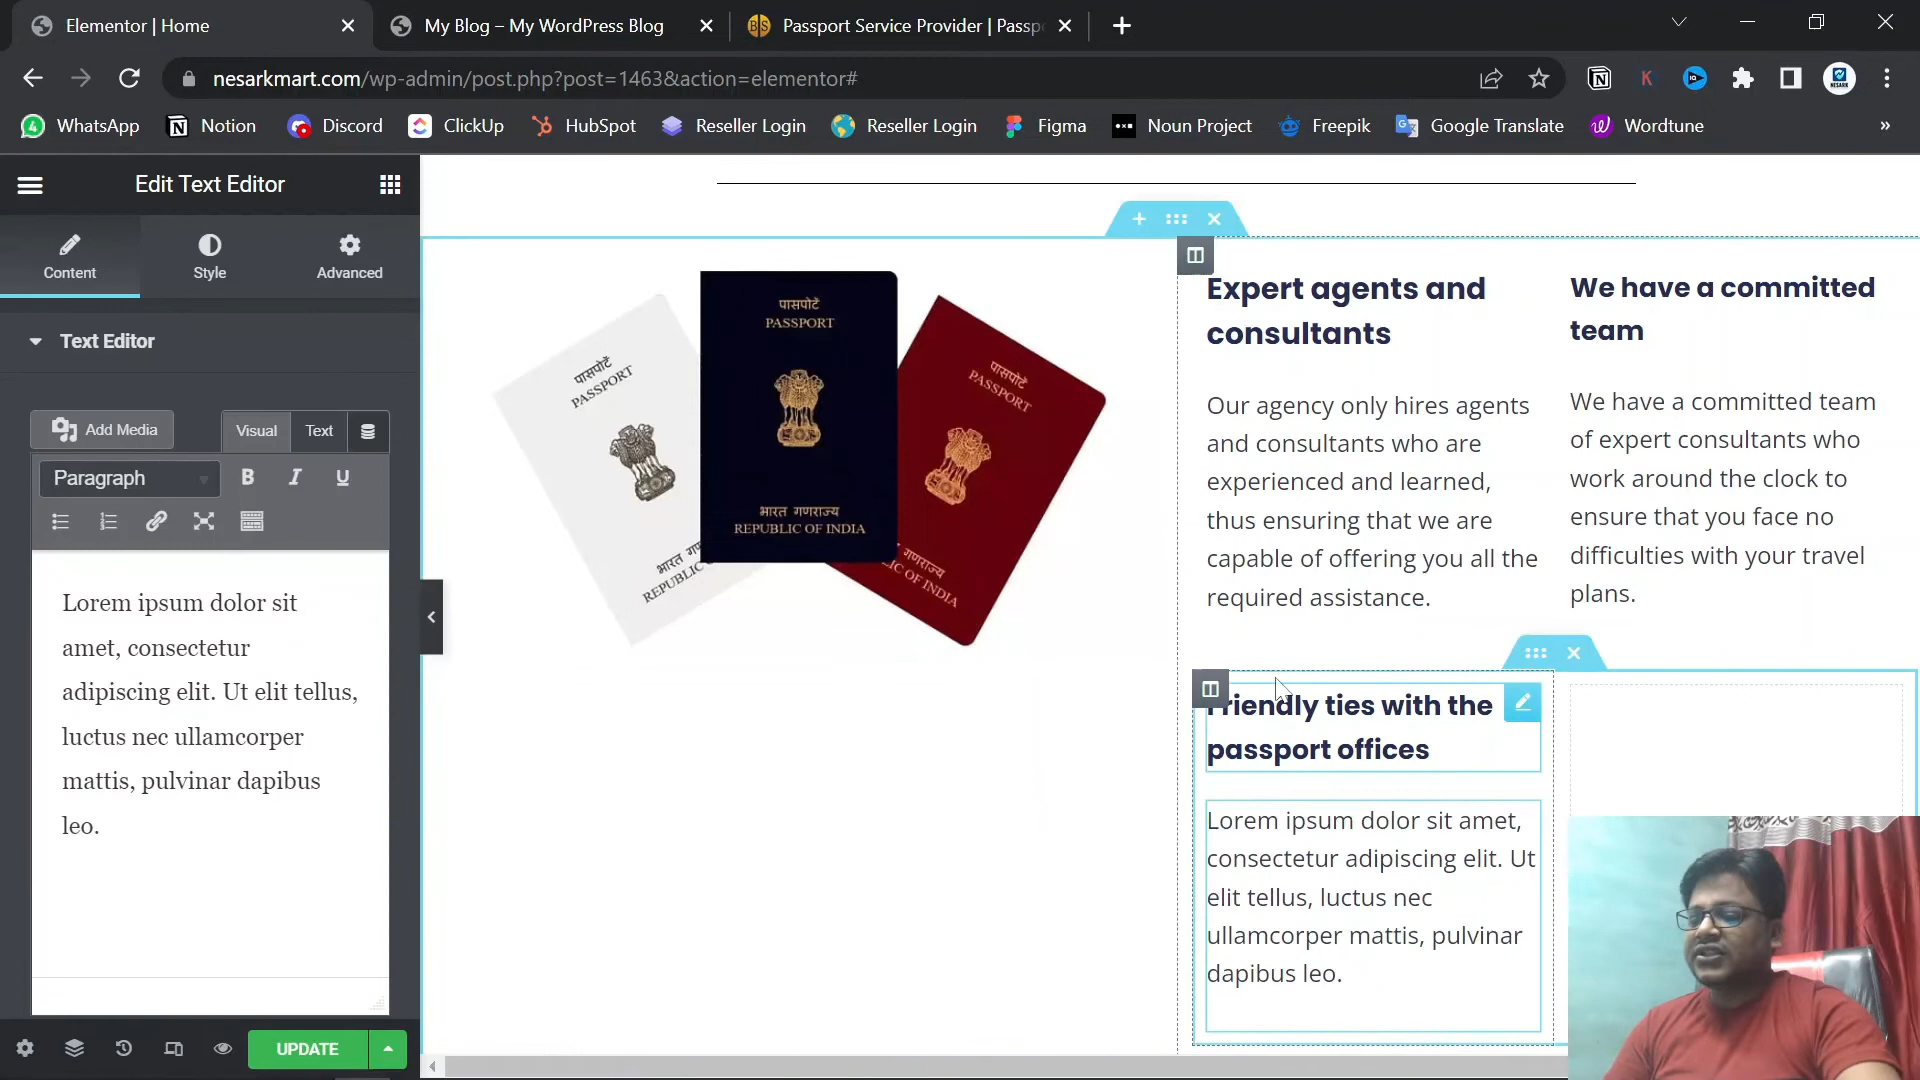 Elementor | Home
My Blog – My WordPress Blog
Passport Service Provider | Passp
nesarkmart.com/wp-admin/post.php?post=1463&action=elementor#
WhatsApp
Notion
Discord
ClickUp
HubSpot
Reseller Login
Reseller Login
Figma
Noun Project
Freepik
Google Translate
Wordtune
»
Edit Text Editor
Content
Style
Advanced
Text Editor
Add Media
Visual
Text
Paragraph
B
I
U
Lorem ipsum dolor sit
amet, consectetur
adipiscing elit. Ut elit tellus,
luctus nec ullamcorper
mattis, pulvinar dapibus
leo.
UPDATE
पासपोर्ट
PASSPORT
पासपोर्ट
PASSPORT
भारत गणराज्य
REPUBLIC OF INDIA
पासपोर्ट
PASSPORT
Expert agents and
consultants
Our agency only hires agents
and consultants who are
experienced and learned,
thus ensuring that we are
capable of offering you all the
required assistance.
We have a committed
team
We have a committed team
of expert consultants who
work around the clock to
ensure that you face no
difficulties with your travel
plans.
Friendly ties with the
passport offices
Lorem ipsum dolor sit amet,
consectetur adipiscing elit. Ut
elit tellus, luctus nec
ullamcorper mattis, pulvinar
dapibus leo.